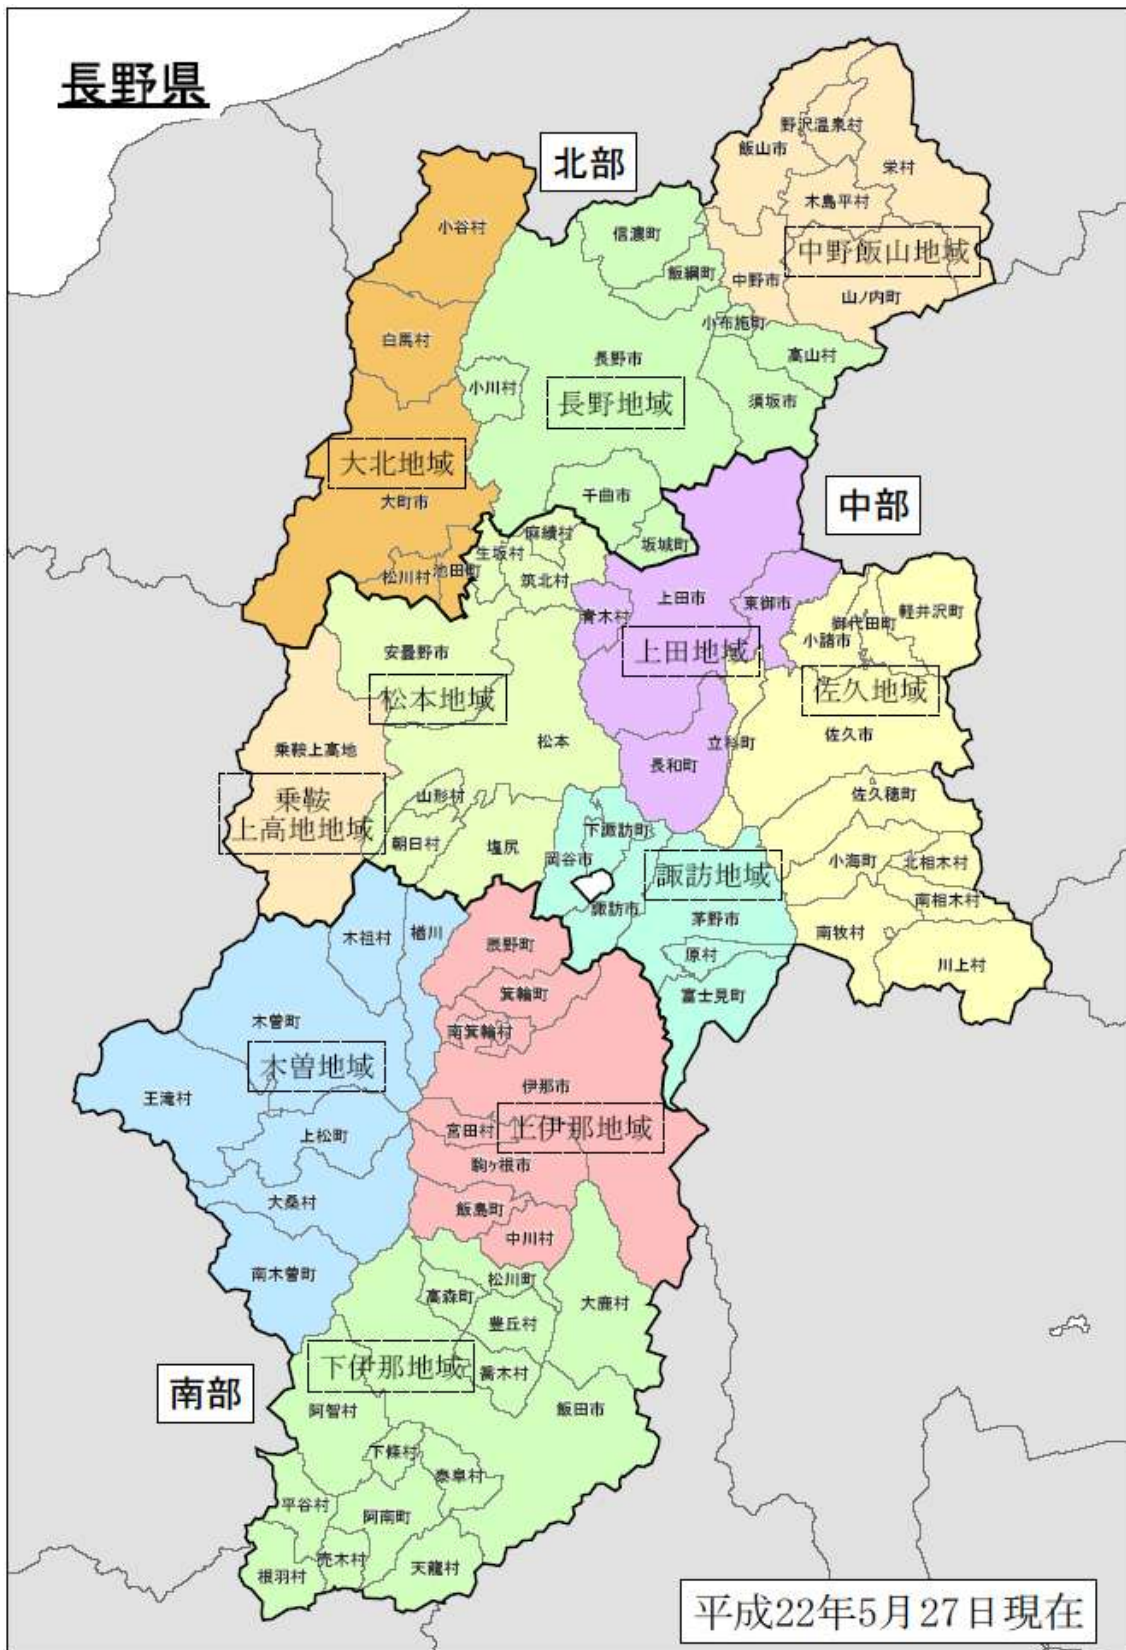 長野県
北部
野沢温泉村
飯山市
栄村
木島平村
小谷村
信濃町
中野飯山地域
飯綱町
中野市
山ノ内町
小布施町
白馬村
高山村
長野市
小川村
長野地域
須坂市
大北地域
千曲市
大町市
中部
麻績村
坂城町
生坂村
池田町
松川村
筑北村
上田市
東御市
軽井沢町
青木村
御代田町
小諸市
安曇野市
上田地域
松本地域
佐久地域
佐久市
松本
立科町
乗鞍上高地
長和町
山形村
佐久穂町
乗鞍
上高地地域
下諏訪町
朝日村
塩尻
岡谷市
小海町
北相木村
諏訪地域
南相木村
諏訪市
茅野市
楢川
木祖村
南牧村
辰野町
原村
川上村
箕輪町
富士見町
木曽町
南箕輪村
木曽地域
伊那市
王滝村
宮田村
上伊那地域
上松町
駒ヶ根市
大桑村
飯島町
中川村
南木曽町
松川町
高森町
大鹿村
豊丘村
下伊那地域
喬木村
南部
阿智村
飯田市
下條村
泰阜村
平谷村
阿南町
売木村
天龍村
根羽村
平成22年5月27日現在